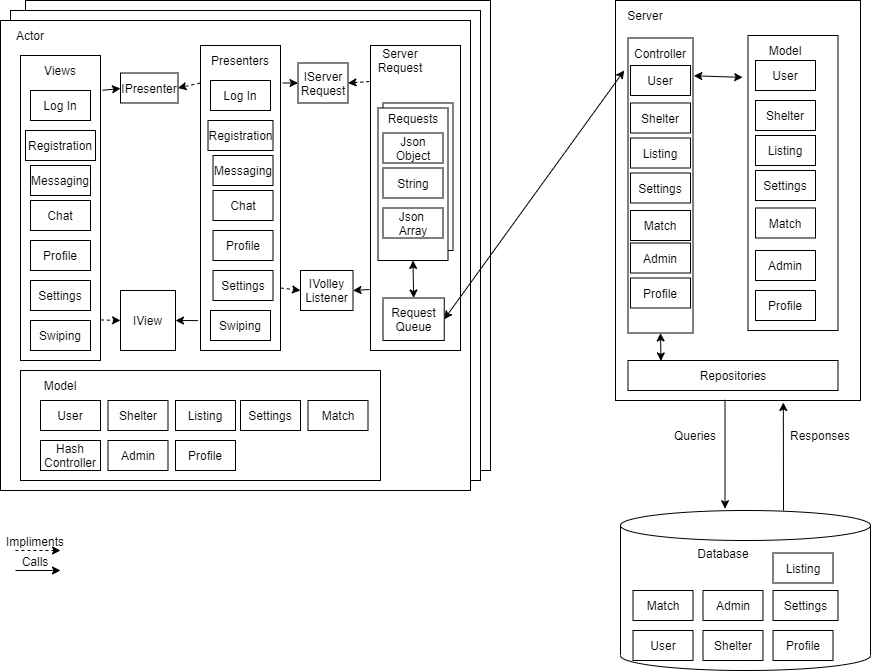 Actor
Views
Log In
Registration
Messaging
Chat
Profile
Settings
Swiping
IPresenter
IView
Presenters
Log In
Registration
Messaging
Chat
Profile
Settings
Swiping
IServer
Request
IVolley
Listener
Server
Request
Requests
Json
Object
String
Json
Array
Request
Queue
Model
User
Shelter
Listing
Settings
Match
Hash
Controller
Admin
Profile
Impliments
Calls
Server
Controller
User
Shelter
Listing
Settings
Match
Admin
Profile
Model
User
Shelter
Listing
Settings
Match
Admin
Profile
Repositories
Queries
Responses
Database
Listing
Match
Admin
Settings
User
Shelter
Profile